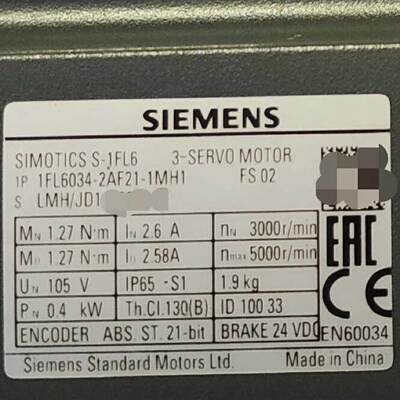 SIEMENS
SIMOTICS S-1FL6 3~SERVO MOTOR
1P 1FL6034-2AF21-1MH1 FS 02
S LMH/JD1
MN 1.27 N·m IN 2.6 A nN 3000r/min
M0 1.27 N·m I0 2.58A nmax 5000r/min
UN 105 V IP65 -S1 1.9 kg
PN 0.4 kW Th.Cl.130(B) ID 100 33
ENCODER ABS. ST. 21-bit BRAKE 24 VDC
EAC
CE
EN60034
Siemens Standard Motors Ltd. Made in China